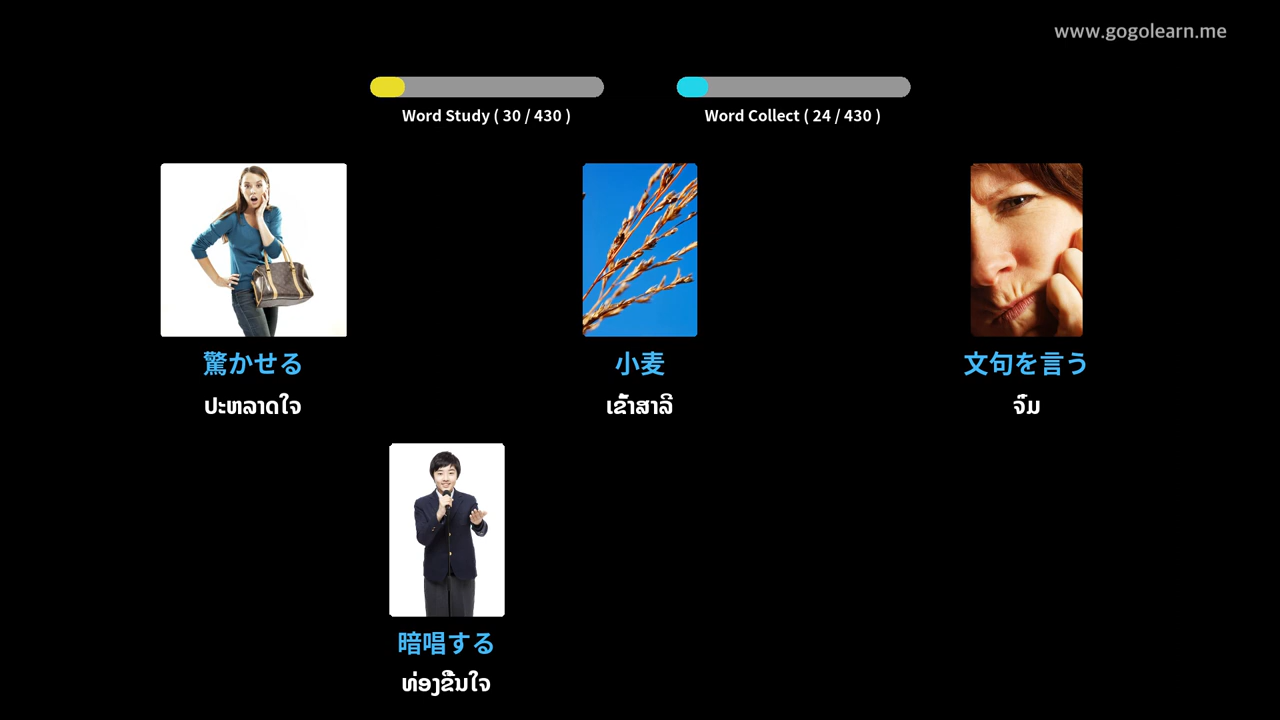 www.gogolearn.me
Word Study ( 30 / 430 )
Word Collect ( 24 / 430 )
驚かせる
小麦
文句を言う
ປະຫລາດໃຈ
ເຂົ້າສາລີ
ຈົ່ມ
暗唱する
ທ່ອງຂຶ້ນໃຈ